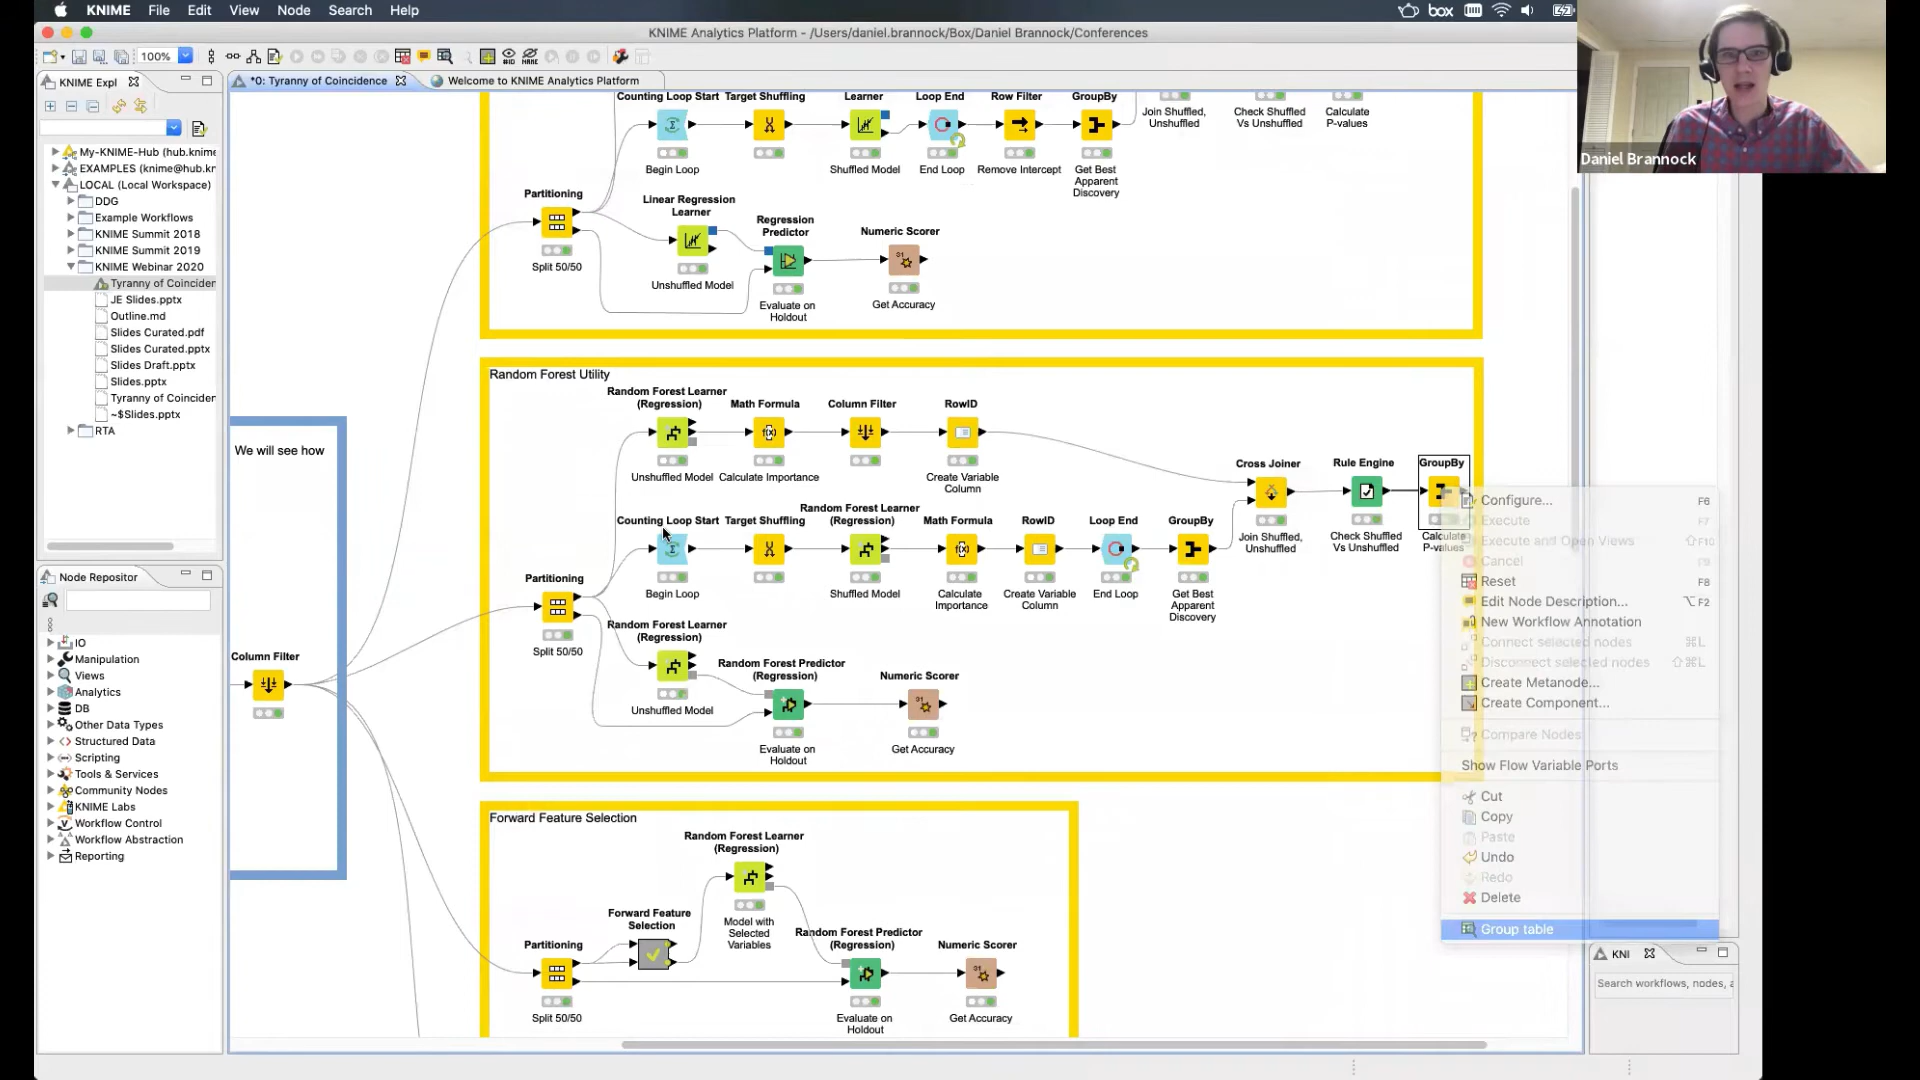 KNIME File Edit View Node Search Help
box
KNIME Analytics Platform - /Users/daniel.brannock/Box/Daniel Brannock/Conferences
100%
KNIME Expl
*0: Tyranny of Coincidence
Welcome to KNIME Analytics Platform
My-KNIME-Hub (hub.knime
EXAMPLES (knime@hub.kr
LOCAL (Local Workspace)
DDG
Example Workflows
KNIME Summit 2018
KNIME Summit 2019
KNIME Webinar 2020
Tyranny of Coinciden
JE Slides.pptx
Outline.md
Slides Curated.pdf
Slides Curated.pptx
Slides Draft.pptx
Slides.pptx
Tyranny of Coinciden
~$Slides.pptx
RTA
Node Repositor
IO
Manipulation
Views
Analytics
DB
Other Data Types
Structured Data
Scripting
Tools & Services
Community Nodes
KNIME Labs
Workflow Control
Workflow Abstraction
Reporting
We will see how
Column Filter
Counting Loop Start Target Shuffling Learner Loop End Row Filter GroupBy
Join Shuffled,
Unshuffled
Check Shuffled
Vs Unshuffled
Calculate
P-values
Begin Loop
Shuffled Model
End Loop
Remove Intercept
Get Best
Apparent
Discovery
Partitioning
Split 50/50
Linear Regression
Learner
Unshuffled Model
Regression
Predictor
Evaluate on
Holdout
Numeric Scorer
Get Accuracy
Random Forest Utility
Random Forest Learner
(Regression)
Unshuffled Model
Math Formula
Calculate Importance
Column Filter
RowID
Create Variable
Column
Cross Joiner
Join Shuffled,
Unshuffled
Rule Engine
Check Shuffled
Vs Unshuffled
GroupBy
Calculate
P-values
Counting Loop Start
Begin Loop
Target Shuffling
Random Forest Learner
(Regression)
Shuffled Model
Math Formula
Calculate
Importance
RowID
Create Variable
Column
Loop End
End Loop
GroupBy
Get Best
Apparent
Discovery
Partitioning
Split 50/50
Random Forest Learner
(Regression)
Unshuffled Model
Random Forest Predictor
(Regression)
Evaluate on
Holdout
Numeric Scorer
Get Accuracy
Forward Feature Selection
Random Forest Learner
(Regression)
Model with
Selected
Variables
Forward Feature
Selection
Partitioning
Split 50/50
Random Forest Predictor
(Regression)
Evaluate on
Holdout
Numeric Scorer
Get Accuracy
Configure... F6
Execute F7
Execute and Open Views ⇧F10
Cancel F9
Reset F8
Edit Node Description... ⌥F2
New Workflow Annotation
Connect selected nodes ⌘L
Disconnect selected nodes ⇧⌘L
Create Metanode...
Create Component...
Compare Nodes
Show Flow Variable Ports
Cut
Copy
Paste
Undo
Redo
Delete
Group table
KNI
Search workflows, nodes,
Daniel Brannock